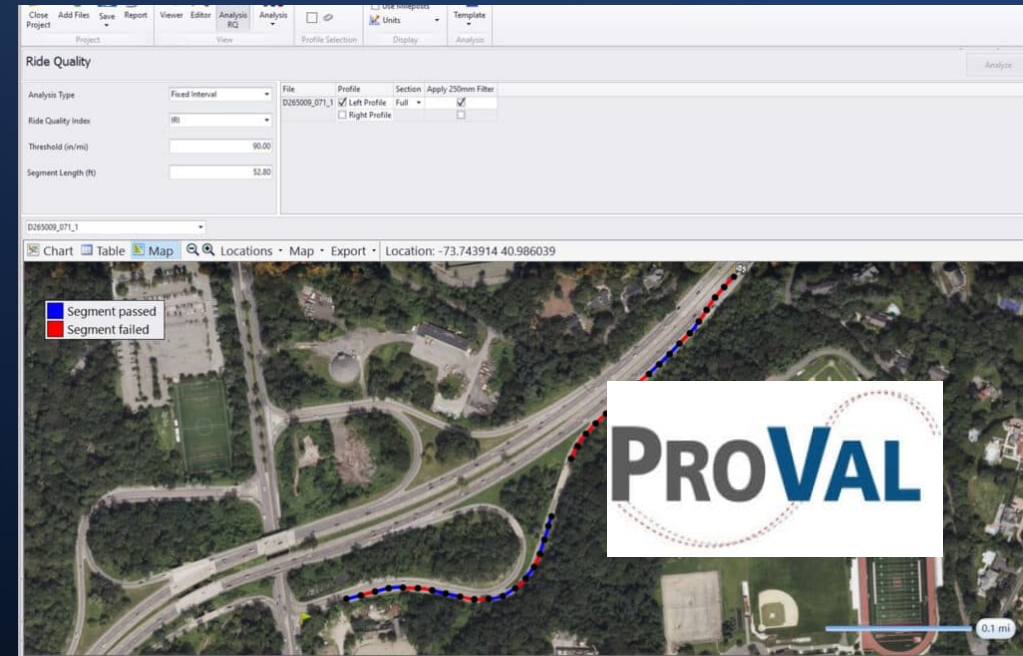 Close Project
Add Files
Save
Report
Viewer
Editor
Analysis RQ
Analysis
Use Mileposts
Units
Template
Project
View
Profile Selection
Display
Analysis
Ride Quality
Analyze
Analysis Type
Fixed Interval
File Profile Section Apply 250mm Filter
D265009_071_1 Left Profile Full
Right Profile
Ride Quality Index
IRI
Threshold (in/mi)
90.00
Segment Length (ft)
52.80
D265009_071_1
Chart Table Map Locations Map Export Location: -73.743914 40.986039
Segment passed
Segment failed
PROVAL
0.1 mi